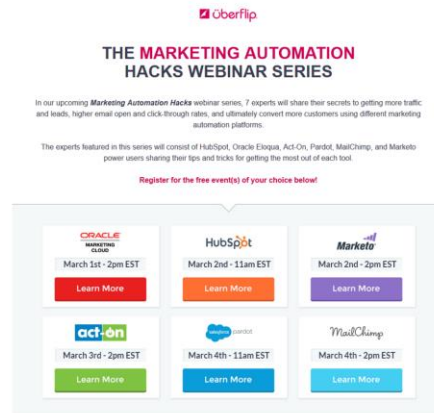 überflip
THE MARKETING AUTOMATION
HACKS WEBINAR SERIES
In our upcoming Marketing Automation Hacks webinar series, 7 experts will share their secrets to getting more traffic
and leads, higher email open and click-through rates, and ultimately convert more customers using different marketing
automation platforms.
The experts featured in this series will consist of HubSpot, Oracle Eloqua, Act-On, Pardot, MailChimp, and Marketo
power users sharing their tips and tricks for getting the most out of each tool.
Register for the free event(s) of your choice below!
ORACLE
MARKETING
CLOUD
March 1st - 2pm EST
Learn More
HubSpot
March 2nd - 11am EST
Learn More
Marketo
March 2nd - 2pm EST
Learn More
act-on
March 3rd - 2pm EST
Learn More
salesforce pardot
March 4th - 11am EST
Learn More
MailChimp
March 4th - 2pm EST
Learn More